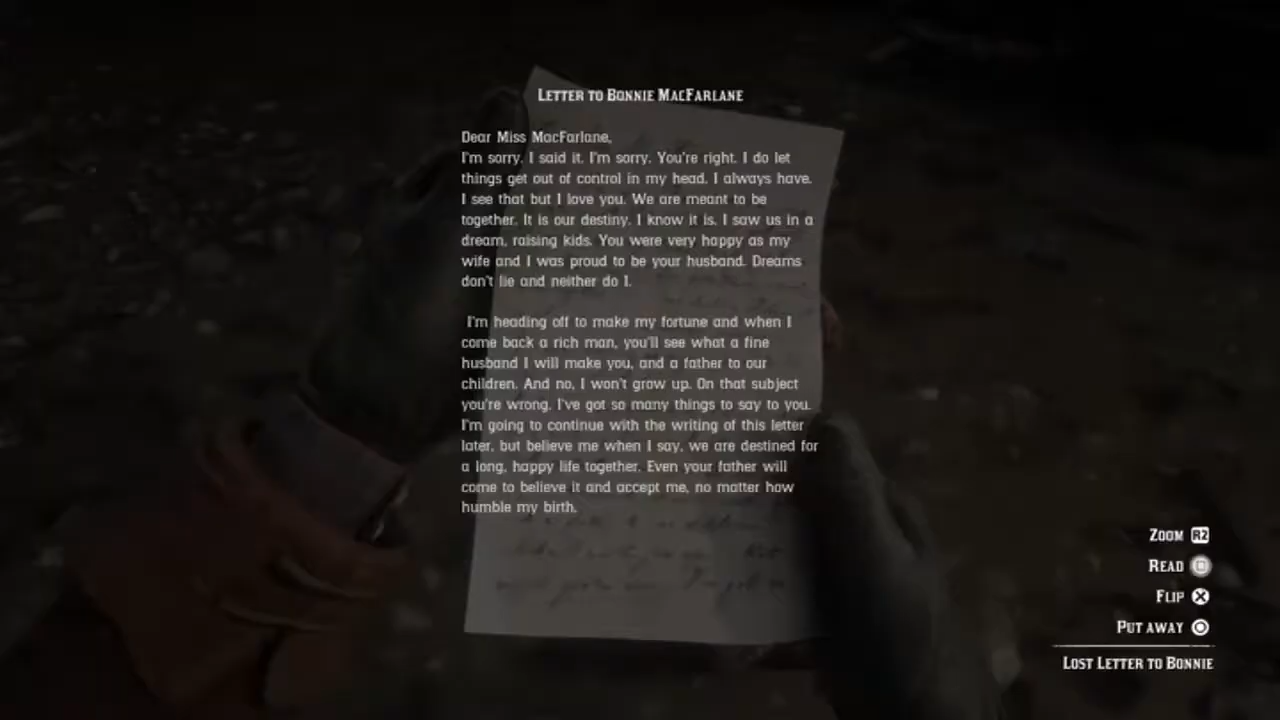 LETTER TO BONNIE MACFARLANE
Dear Miss MacFarlane,
I'm sorry. I said it. I'm sorry. You're right. I do let
things get out of control in my head. I always have.
I see that but I love you. We are meant to be
together. It is our destiny. I know it is. I saw us in a
dream, raising kids. You were very happy as my
wife and I was proud to be your husband. Dreams
don't lie and neither do I.
I'm heading off to make my fortune and when I
come back a rich man, you'll see what a fine
husband I will make you, and a father to our
children. And no, I won't grow up. On that subject
you're wrong. I've got so many things to say to you.
I'm going to continue with the writing of this letter
later, but believe me when I say, we are destined for
a long, happy life together. Even your father will
come to believe it and accept me, no matter how
humble my birth.
ZOOM R2
READ
FLIP
PUT AWAY
LOST LETTER TO BONNIE